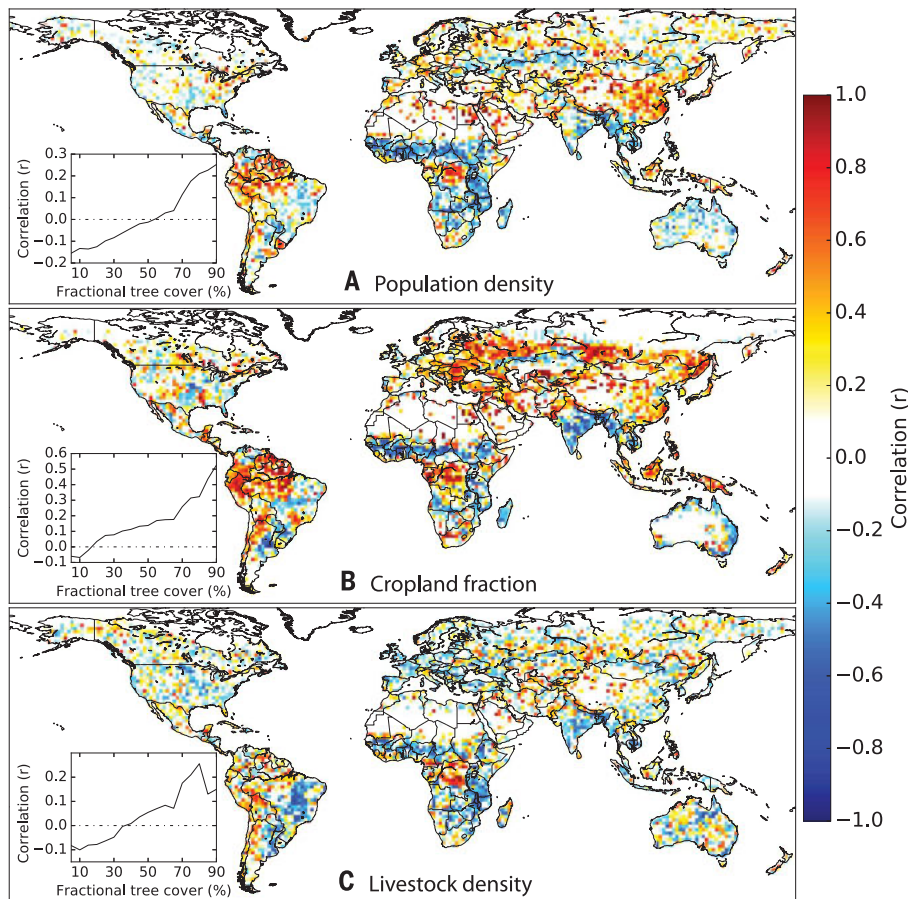 0.3
0.2
0.1
0.0
−0.1
−0.2
Correlation (r)
10 30 50 70 90
Fractional tree cover (%)
A Population density
0.6
0.5
0.4
0.3
0.2
0.1
0.0
−0.1
Correlation (r)
10 30 50 70 90
Fractional tree cover (%)
B Cropland fraction
0.2
0.1
0.0
−0.1
Correlation (r)
10 30 50 70 90
Fractional tree cover (%)
C Livestock density
1.0
0.8
0.6
0.4
0.2
0.0
−0.2
−0.4
−0.6
−0.8
−1.0
Correlation (r)